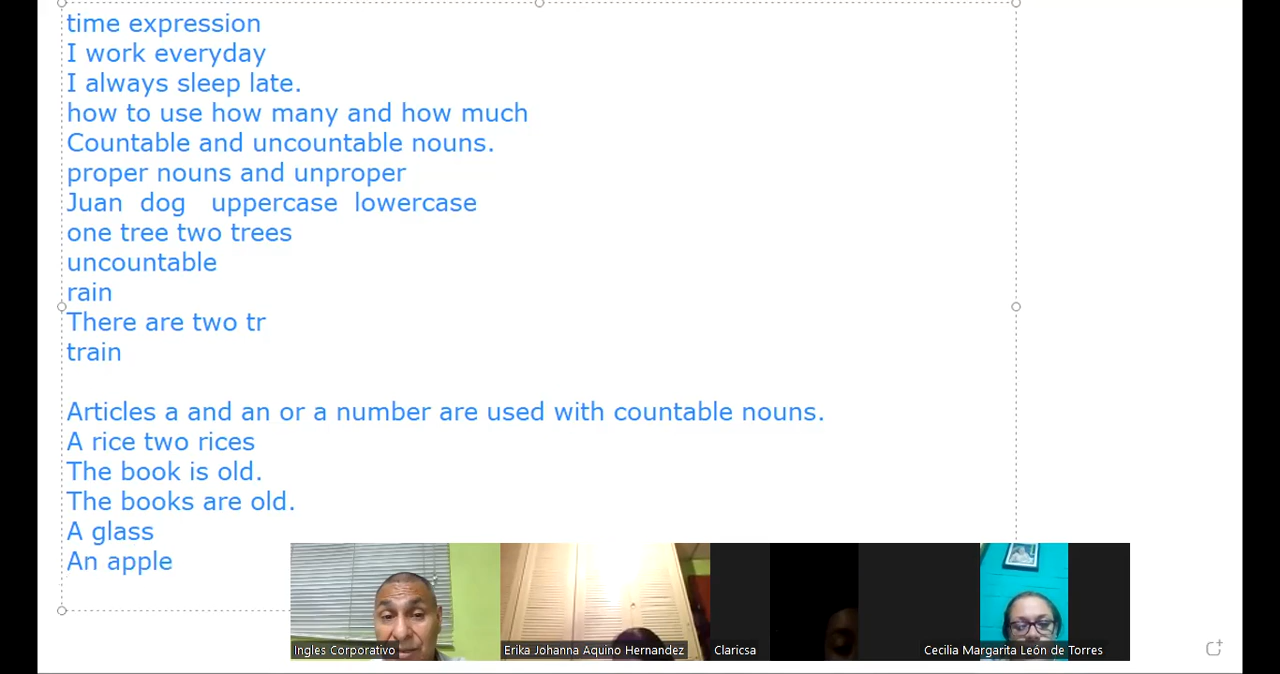 time expression
I work everyday
I always sleep late.
how to use how many and how much
Countable and uncountable nouns.
proper nouns and unproper
Juan  dog   uppercase  lowercase
one tree two trees
uncountable
rain
There are two tr
train
Articles a and an or a number are used with countable nouns.
A rice two rices
The book is old.
The books are old.
A glass
An apple
Ingles Corporativo
Erika Johanna Aquino Hernandez
Claricsa
Cecilia Margarita León de Torres